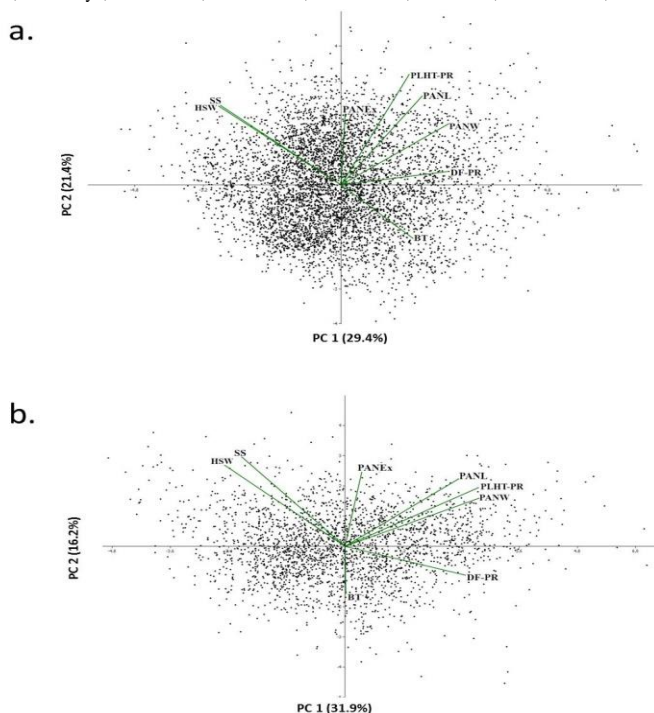 a.
PLHT-PR
PANL
SS
HSW
PANEx
PANW
DF-PR
BT
PC 2 (21.4%)
PC 1 (29.4%)
b.
SS
HSW
PANEx
PANL
PLHT-PR
PANW
DF-PR
BT
PC 2 (16.2%)
PC 1 (31.9%)